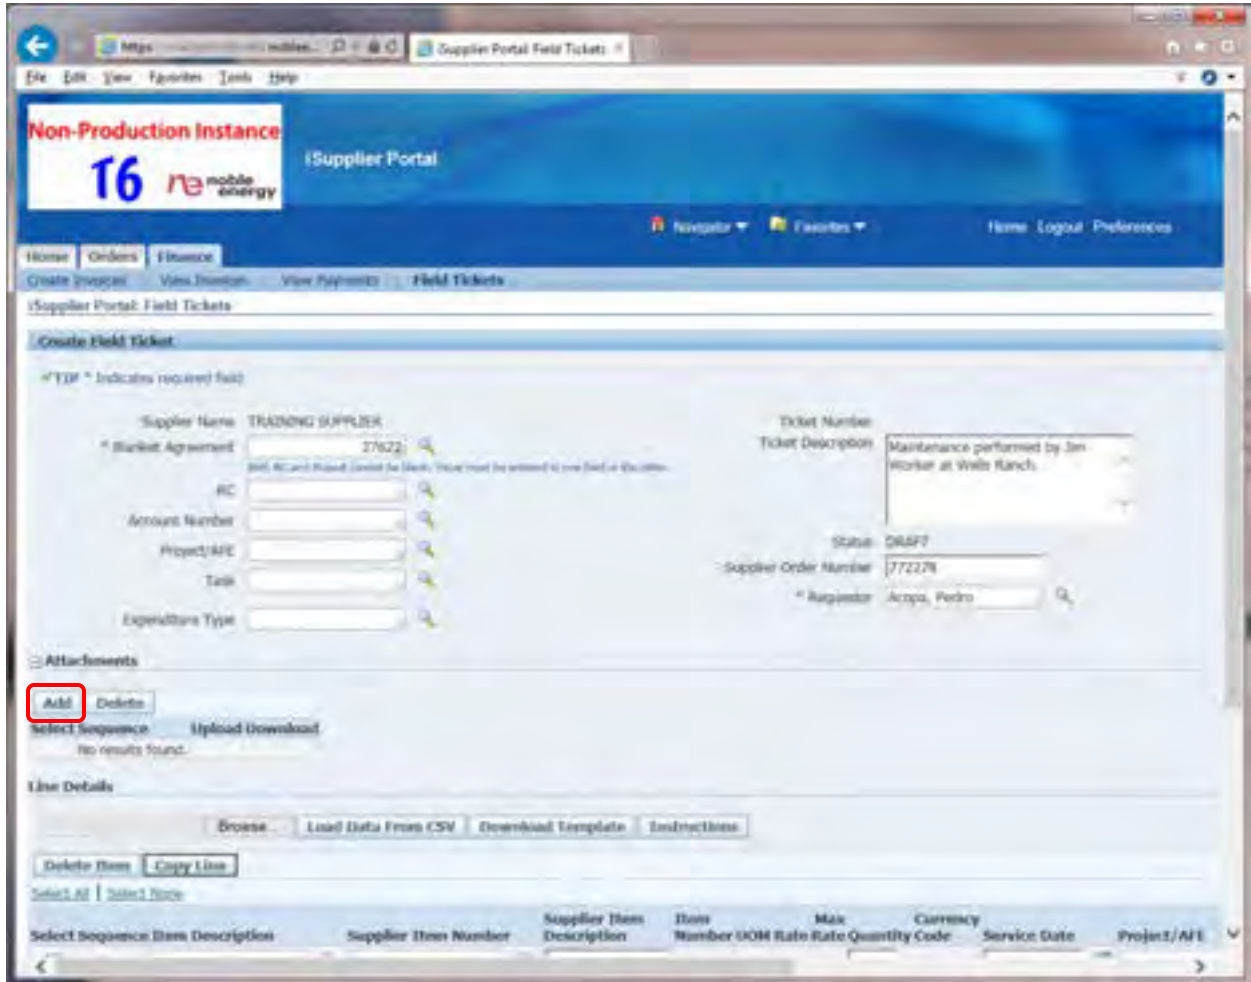 https
iSupplier Portal: Field Tickets
File Edit View Favorites Tools Help
Non-Production Instance
T6 ne noble energy
iSupplier Portal
Navigator Favorites Home Logout Preferences
Home Orders Finance
Create Invoices View Invoices View Payments Field Tickets
iSupplier Portal: Field Tickets
Create Field Ticket
TIP * Indicates required field
Supplier Name TRAINING SUPPLIER
* Blanket Agreement 37622
RC
Account Number
Project/AFE
Task
Expenditure Type
Ticket Number
Ticket Description Maintenance performed by Jim
Worker at Wells Ranch.
Status DRAFT
Supplier Order Number 772278
* Requestor Acopa, Pedro
Attachments
Add Delete
Select Sequence Upload Download
No results found.
Line Details
Browse... Load Data From CSV Download Template Instructions
Delete Item Copy Line
Select All | Select None
Select Sequence Item Description Supplier Item Number Supplier Item Description Item Number UOM Rate Max Rate Quantity Currency Code Service Date Project/AFE